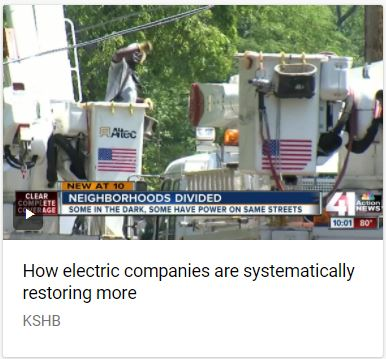 Altec
NEW AT 10
CLEAR
COMPLETE
COVERAGE
NEIGHBORHOODS DIVIDED
SOME IN THE DARK, SOME HAVE POWER ON SAME STREETS
41
Action
NEWS
10:01 80°
How electric companies are systematically
restoring more
KSHB